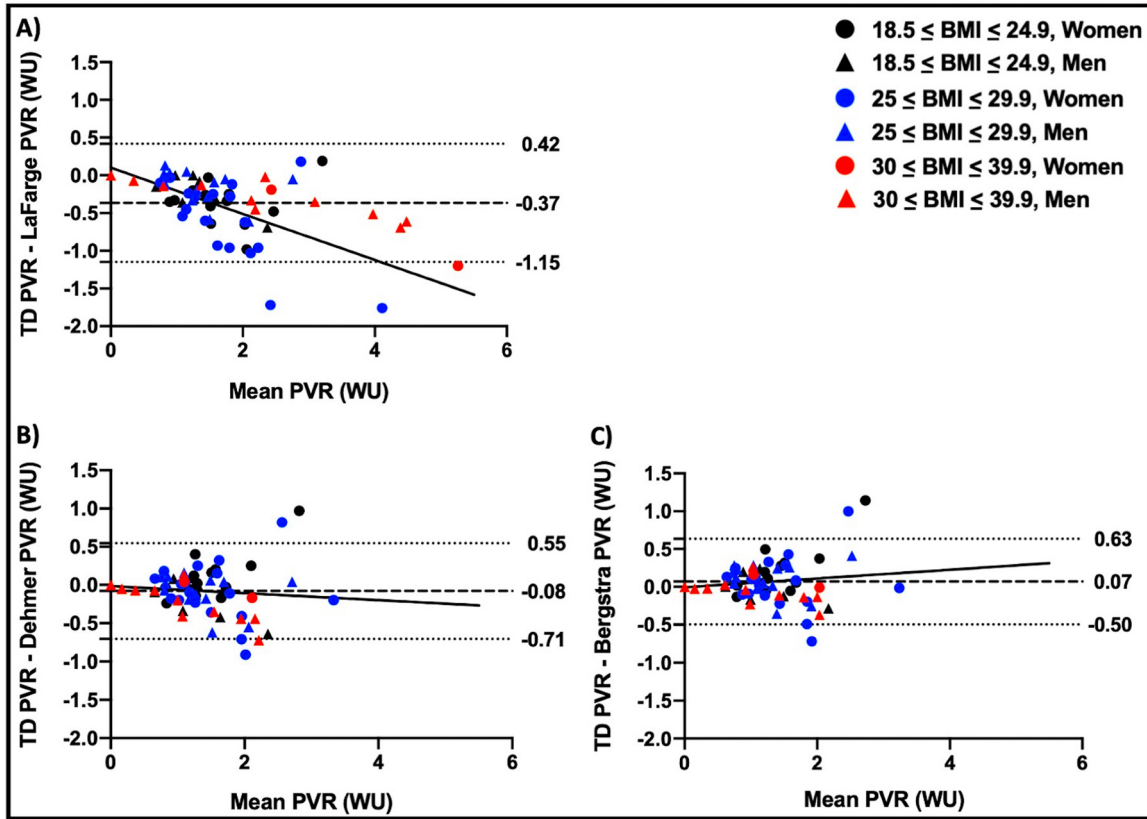 A)
18.5 ≤ BMI ≤ 24.9, Women
18.5 ≤ BMI ≤ 24.9, Men
25 ≤ BMI ≤ 29.9, Women
25 ≤ BMI ≤ 29.9, Men
30 ≤ BMI ≤ 39.9, Women
30 ≤ BMI ≤ 39.9, Men
TD PVR - LaFarge PVR (WU)
1.5
1.0
0.5
0.0
-0.5
-1.0
-1.5
-2.0
0.42
-0.37
-1.15
0 2 4 6
Mean PVR (WU)
B)
TD PVR - Dehmer PVR (WU)
1.5
1.0
0.5
0.0
-0.5
-1.0
-1.5
-2.0
0.55
-0.08
-0.71
0 2 4 6
Mean PVR (WU)
C)
TD PVR - Bergstra PVR (WU)
1.5
1.0
0.5
0.0
-0.5
-1.0
-1.5
-2.0
0.63
0.07
-0.50
0 2 4 6
Mean PVR (WU)